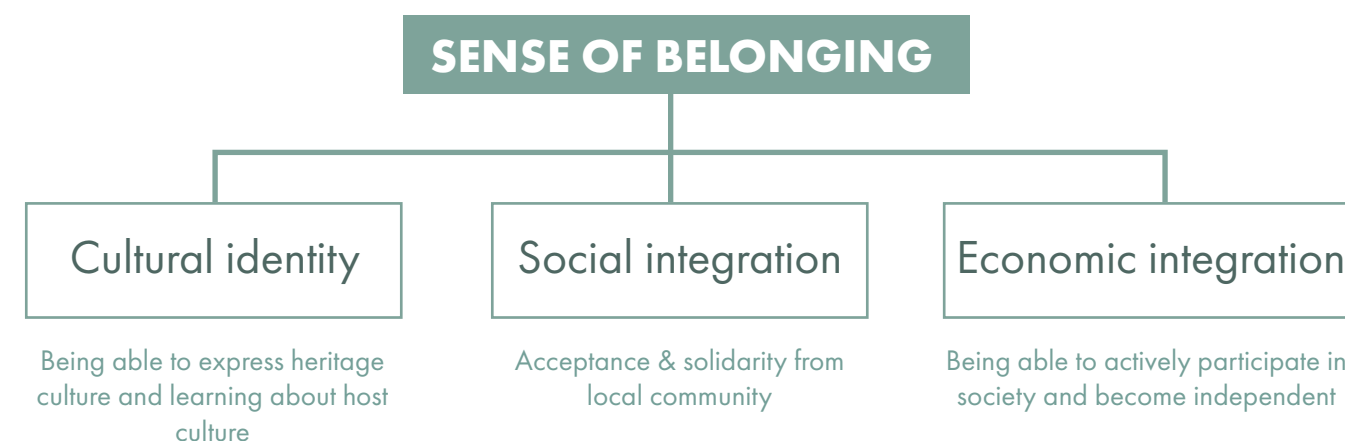 SENSE OF BELONGING
Cultural identity
Being able to express heritage
culture and learning about host
culture
Social integration
Acceptance & solidarity from
local community
Economic integration
Being able to actively participate in
society and become independent